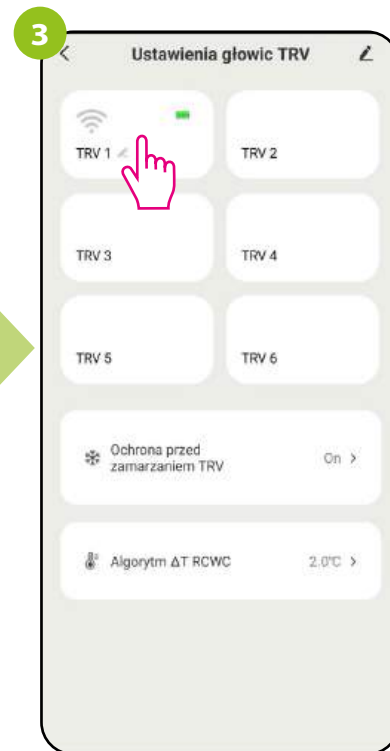 3
Ustawienia głowic TRV
TRV 1
TRV 2
TRV 3
TRV 4
TRV 5
TRV 6
Ochrona przed
zamarzaniem TRV
On >
Algorytm ΔT RCWC
2.0°C >